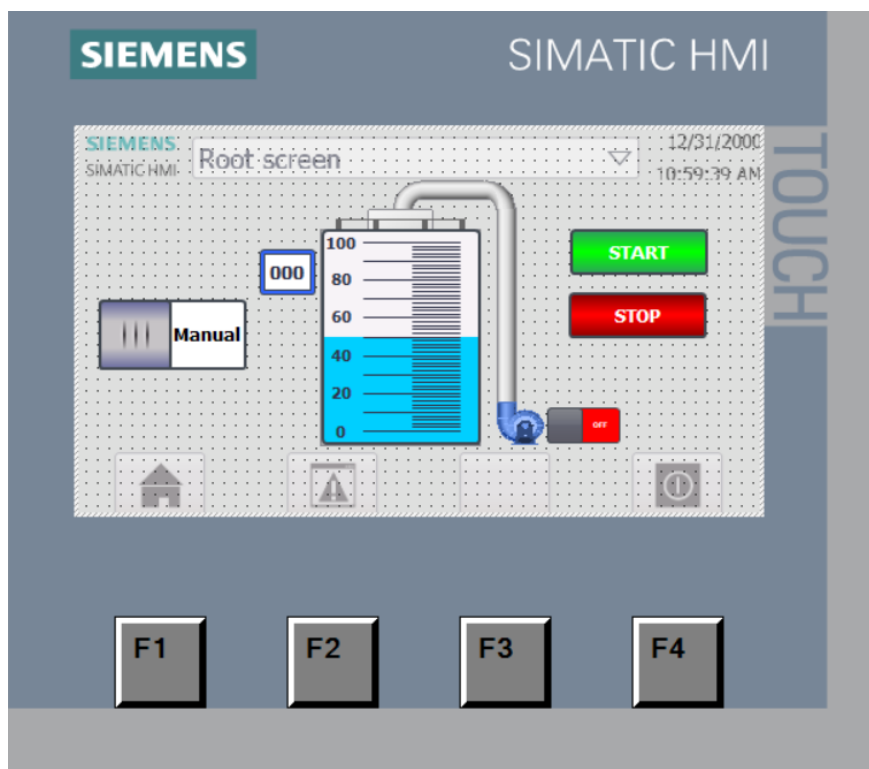 SIEMENS
SIMATIC HMI
TOUCH
SIEMENS
SIMATIC HMI
Root screen
12/31/2000
10:59:39 AM
100
80
60
40
20
0
000
Manual
START
STOP
OFF
F1
F2
F3
F4